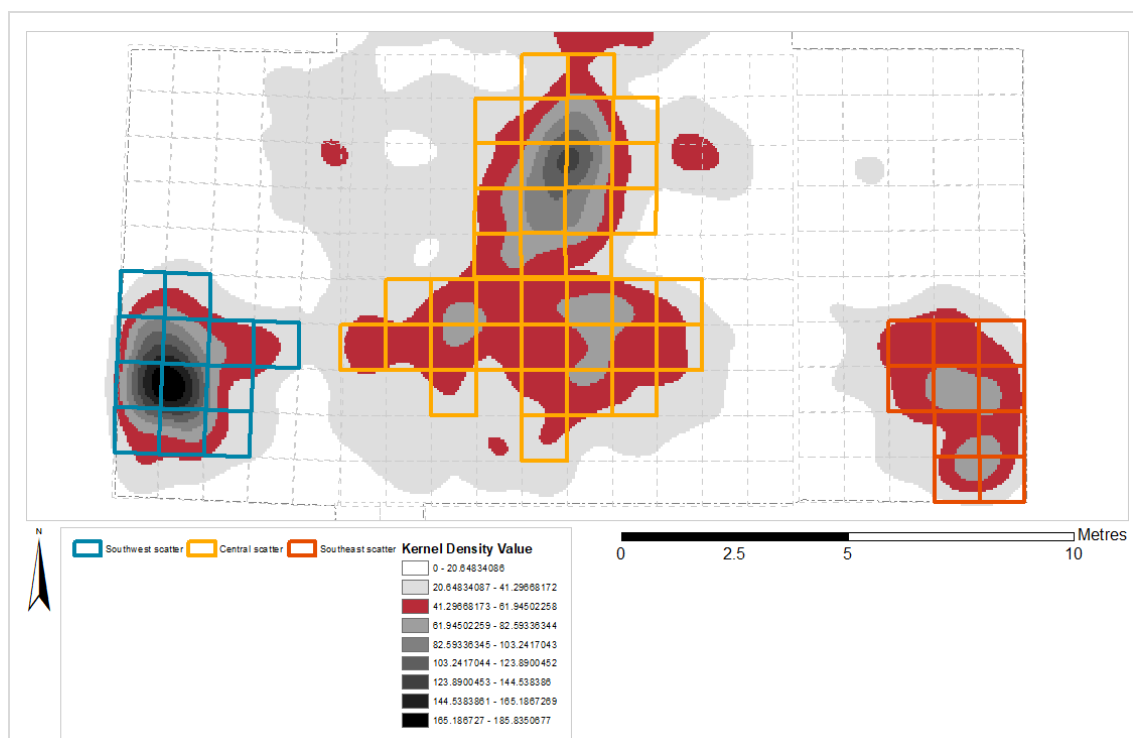 N
Southwest scatter Central scatter Southeast scatter Kernel Density Value
0 - 20.64834086
20.64834087 - 41.29668172
41.29668173 - 61.94502258
61.94502259 - 82.59336344
82.59336345 - 103.2417043
103.2417044 - 123.8900452
123.8900453 - 144.538386
144.5383861 - 165.1867269
165.186727 - 185.8350677
Metres
0 2.5 5 10